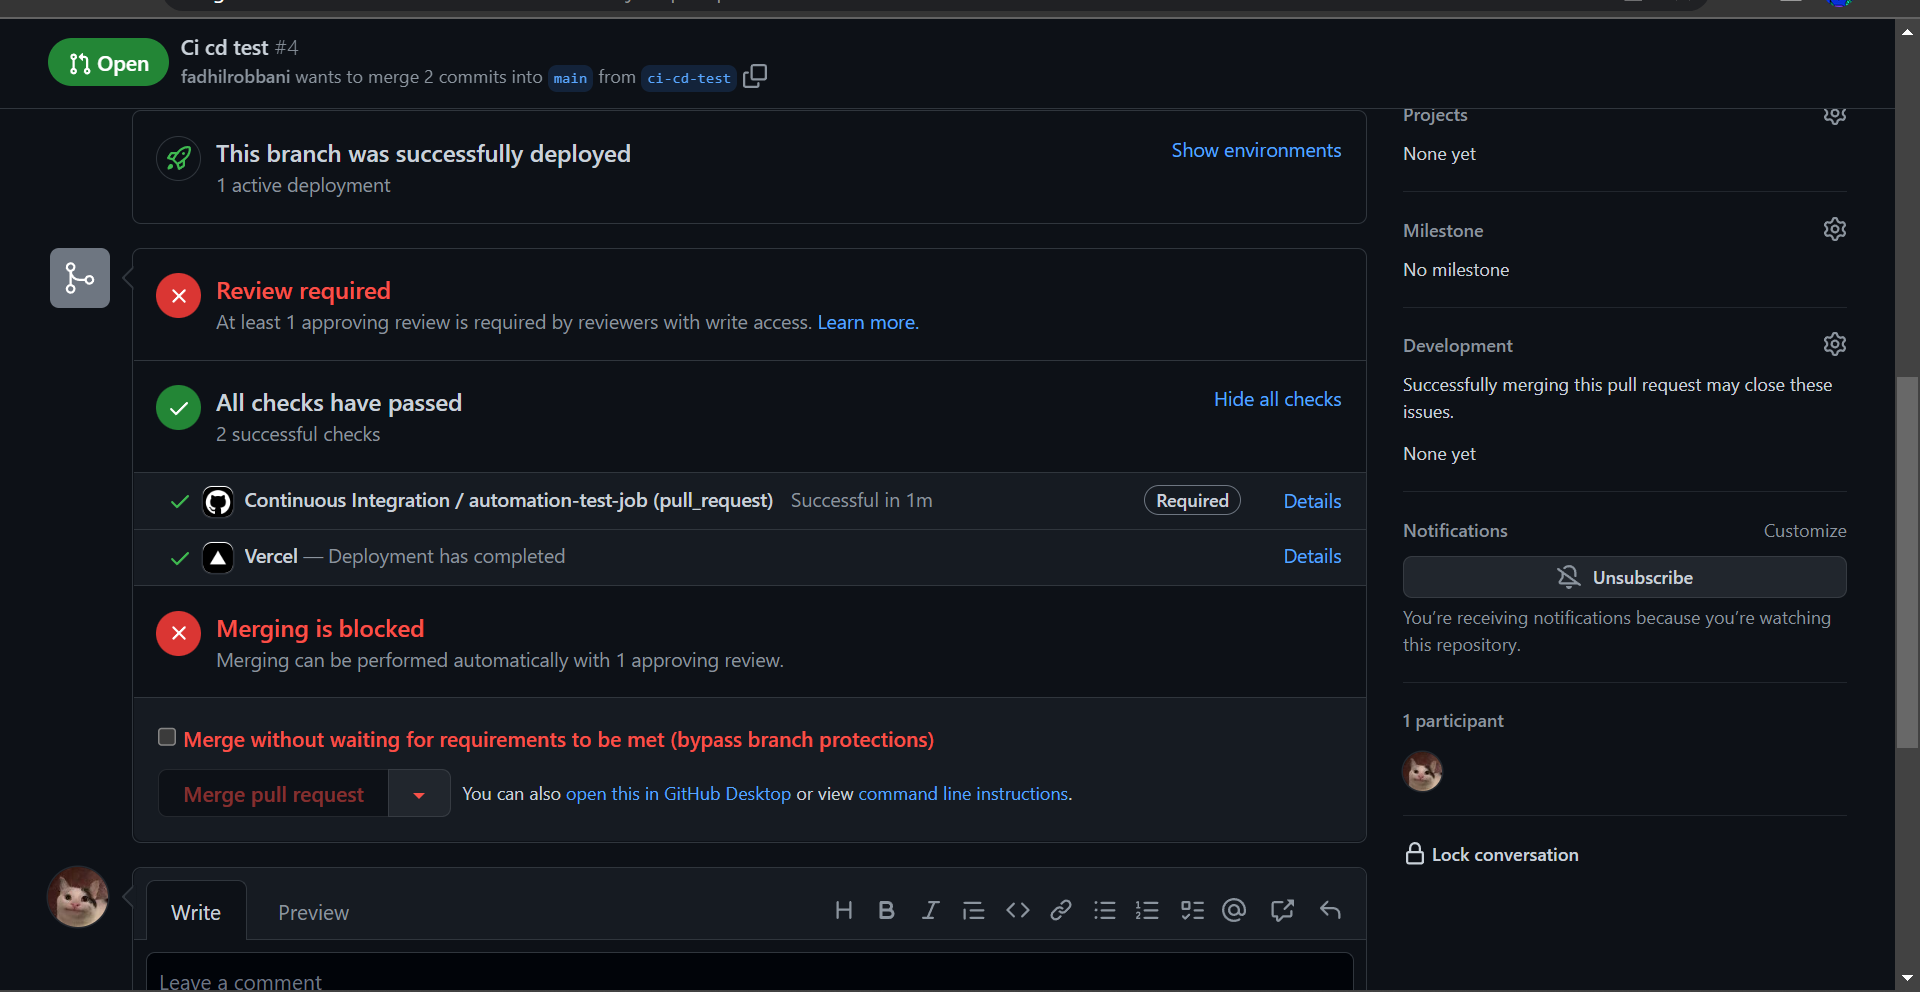 Open
Ci cd test #4
fadhilrobbani wants to merge 2 commits into main from ci-cd-test
This branch was successfully deployed
1 active deployment
Show environments
Review required
At least 1 approving review is required by reviewers with write access. Learn more.
All checks have passed
2 successful checks
Hide all checks
Continuous Integration / automation-test-job (pull_request) Successful in 1m Required Details
Vercel — Deployment has completed Details
Merging is blocked
Merging can be performed automatically with 1 approving review.
Merge without waiting for requirements to be met (bypass branch protections)
Merge pull request
You can also open this in GitHub Desktop or view command line instructions.
Write Preview
Leave a comment
Projects
None yet
Milestone
No milestone
Development
Successfully merging this pull request may close these
issues.
None yet
Notifications Customize
Unsubscribe
You’re receiving notifications because you’re watching
this repository.
1 participant
Lock conversation